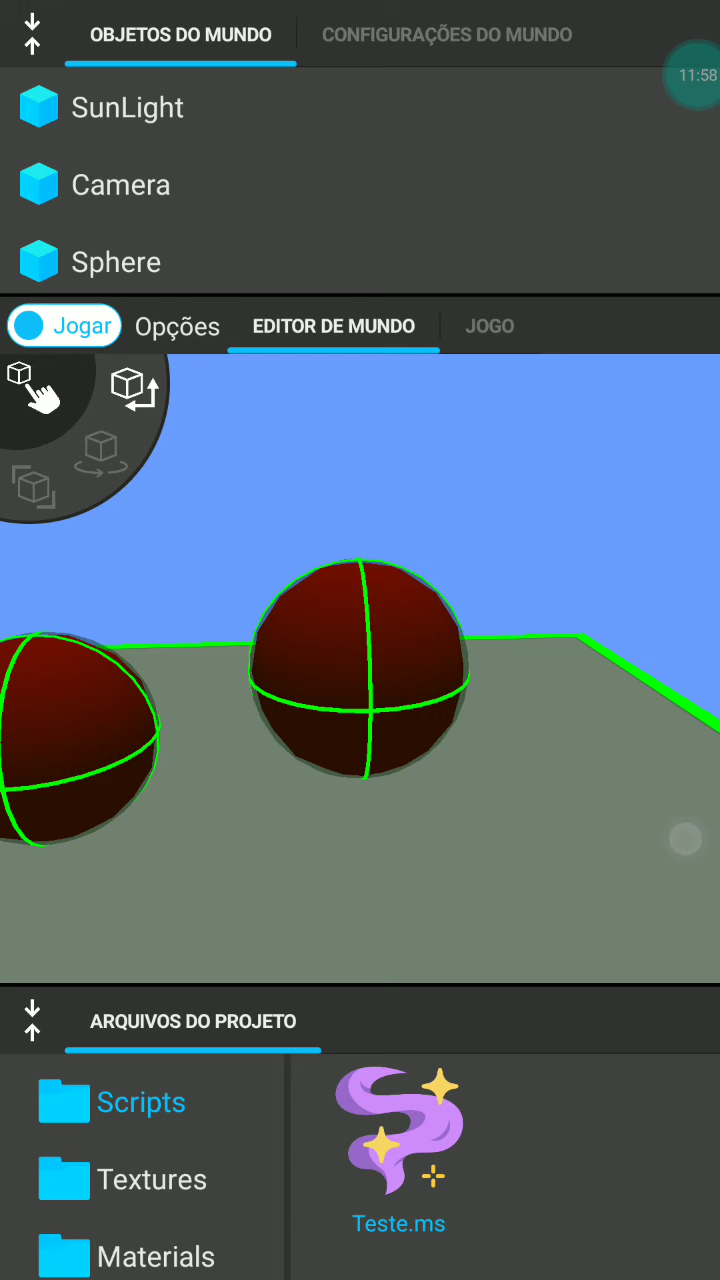 OBJETOS DO MUNDO
CONFIGURAÇÕES DO MUNDO
11:58
SunLight
Camera
Sphere
Jogar
Opções
EDITOR DE MUNDO
JOGO
ARQUIVOS DO PROJETO
Scripts
Textures
Materials
Teste.ms